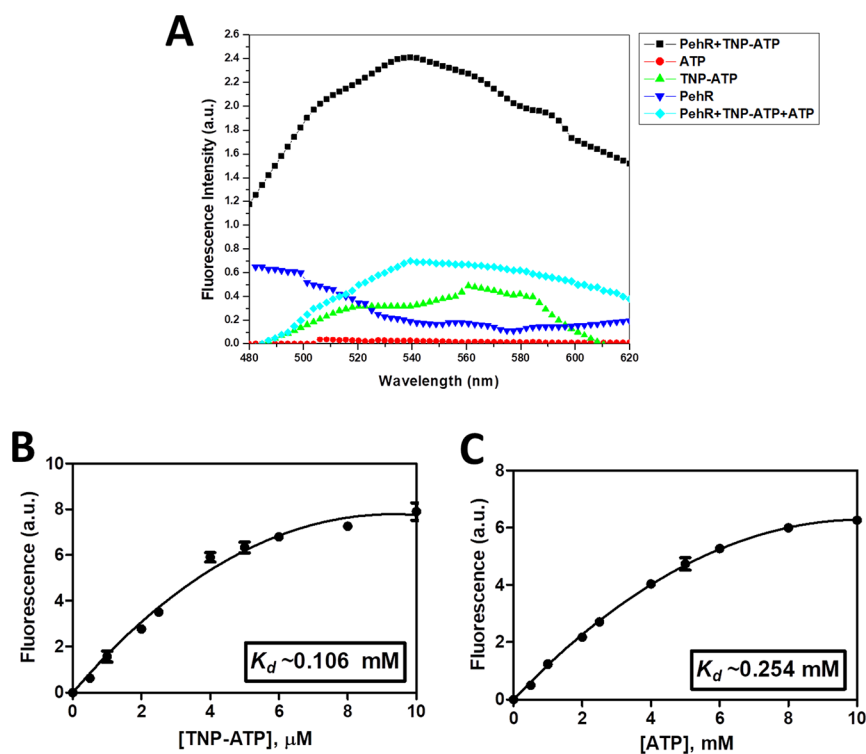 A
Fluorescence Intensity (a.u.)
2.6
2.4
2.2
2.0
1.8
1.6
1.4
1.2
1.0
0.8
0.6
0.4
0.2
0.0
480 500 520 540 560 580 600 620
Wavelength (nm)
PehR+TNP-ATP
ATP
TNP-ATP
PehR
PehR+TNP-ATP+ATP
B
Fluorescence (a.u.)
10
8
6
4
2
0
0 2 4 6 8 10
[TNP-ATP], μM
Kd ~0.106 mM
C
Fluorescence (a.u.)
8
6
4
2
0
0 2 4 6 8 10
[ATP], mM
Kd ~0.254 mM